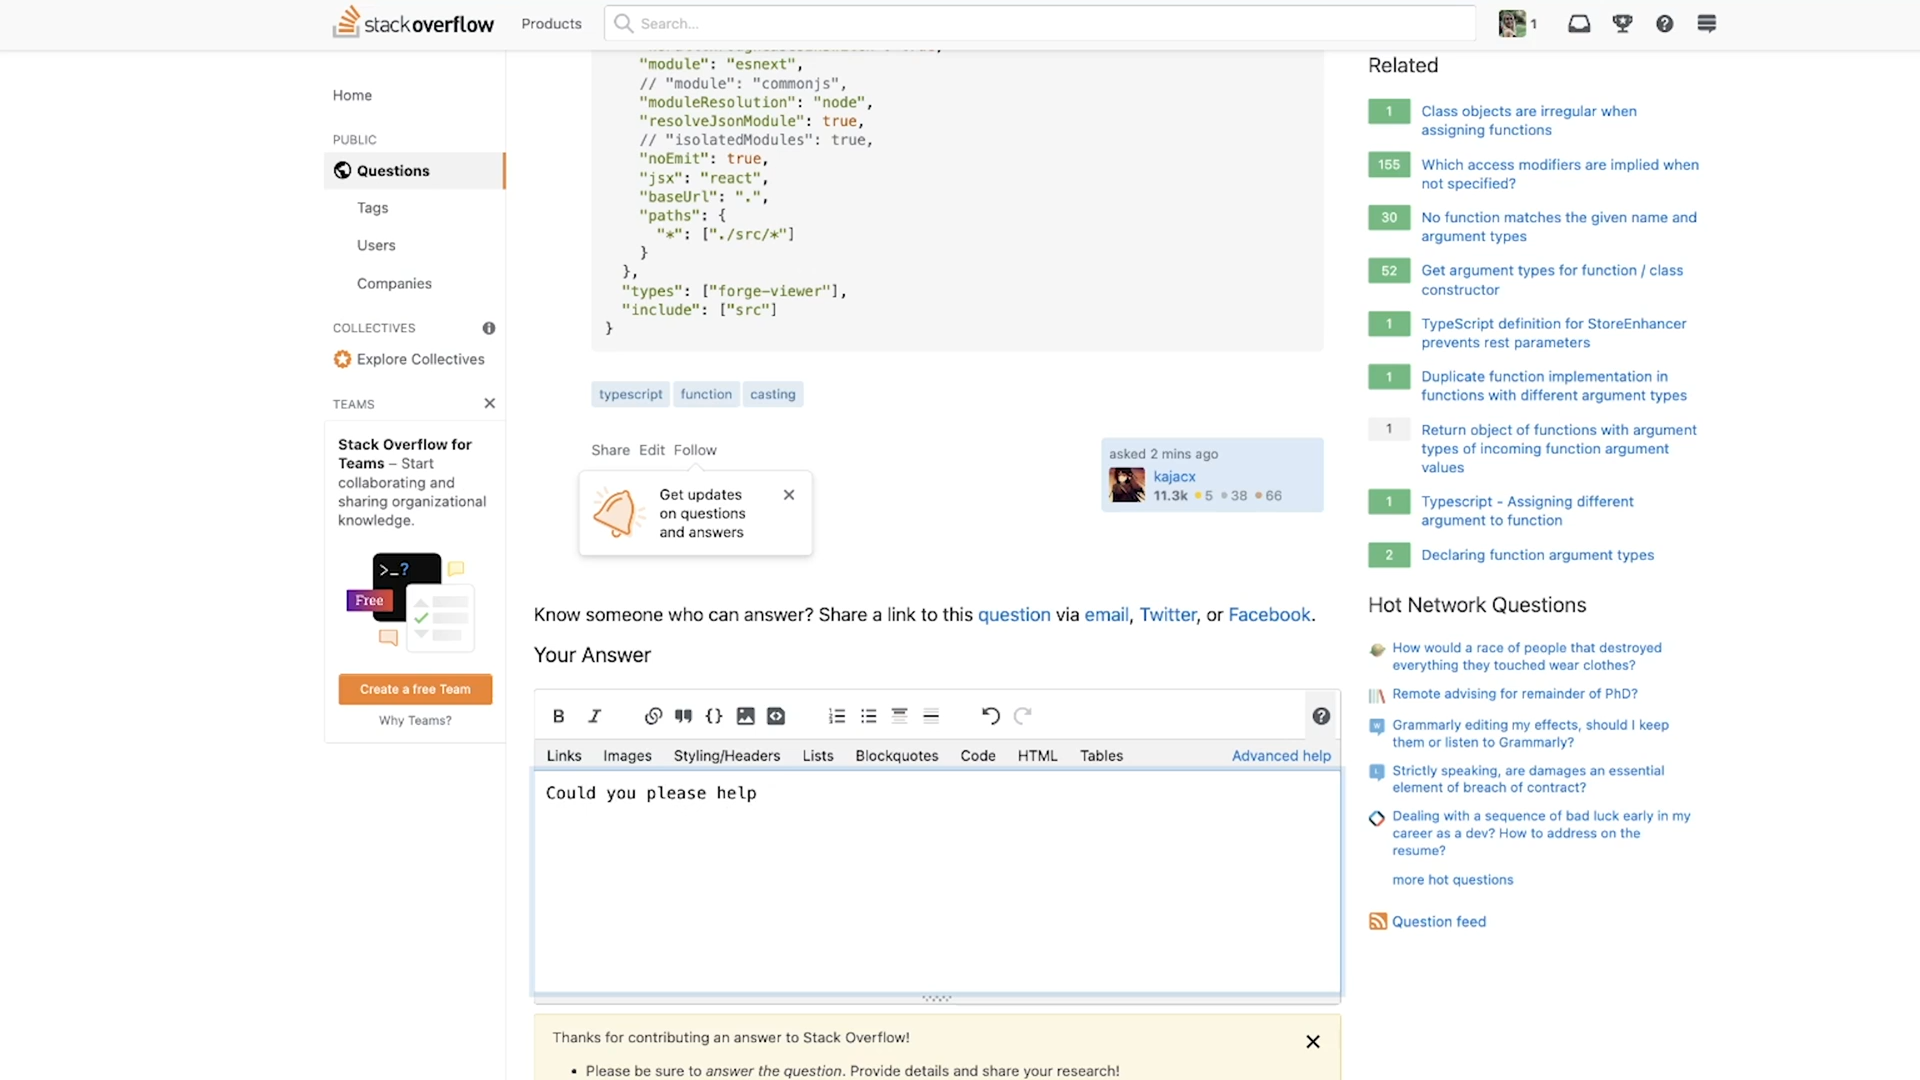 stackoverflow
Products
Search...
1
Home
PUBLIC
Questions
Tags
Users
Companies
COLLECTIVES
Explore Collectives
TEAMS
Stack Overflow for
Teams – Start
collaborating and
sharing organizational
knowledge.
>_?
Free
Create a free Team
Why Teams?
"module": "esnext",
// "module": "commonjs",
"moduleResolution": "node",
"resolveJsonModule": true,
// "isolatedModules": true,
"noEmit": true,
"jsx": "react",
"baseUrl": ".",
"paths": {
"*": ["./src/*"]
}
},
"types": ["forge-viewer"],
"include": ["src"]
}
typescript function casting
Share Edit Follow
Get updates
on questions
and answers
asked 2 mins ago
kajacx
11.3k 5 38 66
Know someone who can answer? Share a link to this question via email, Twitter, or Facebook.
Your Answer
B I
Links Images Styling/Headers Lists Blockquotes Code HTML Tables Advanced help
Could you please help
Thanks for contributing an answer to Stack Overflow!
• Please be sure to answer the question. Provide details and share your research!
Related
1 Class objects are irregular when
assigning functions
155 Which access modifiers are implied when
not specified?
30 No function matches the given name and
argument types
52 Get argument types for function / class
constructor
1 TypeScript definition for StoreEnhancer
prevents rest parameters
1 Duplicate function implementation in
functions with different argument types
1 Return object of functions with argument
types of incoming function argument
values
1 Typescript - Assigning different
argument to function
2 Declaring function argument types
Hot Network Questions
How would a race of people that destroyed
everything they touched wear clothes?
Remote advising for remainder of PhD?
Grammarly editing my effects, should I keep
them or listen to Grammarly?
Strictly speaking, are damages an essential
element of breach of contract?
Dealing with a sequence of bad luck early in my
career as a dev? How to address on the
resume?
more hot questions
Question feed